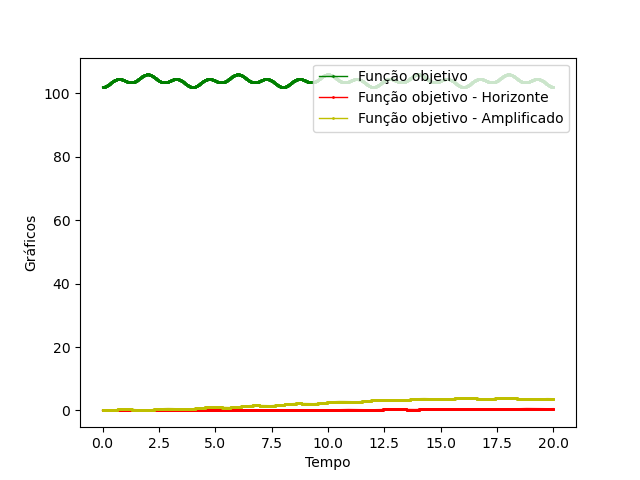 Função objetivo
Função objetivo - Horizonte
Função objetivo - Amplificado
Gráficos
100
80
60
40
20
0
0.0 2.5 5.0 7.5 10.0 12.5 15.0 17.5 20.0
Tempo